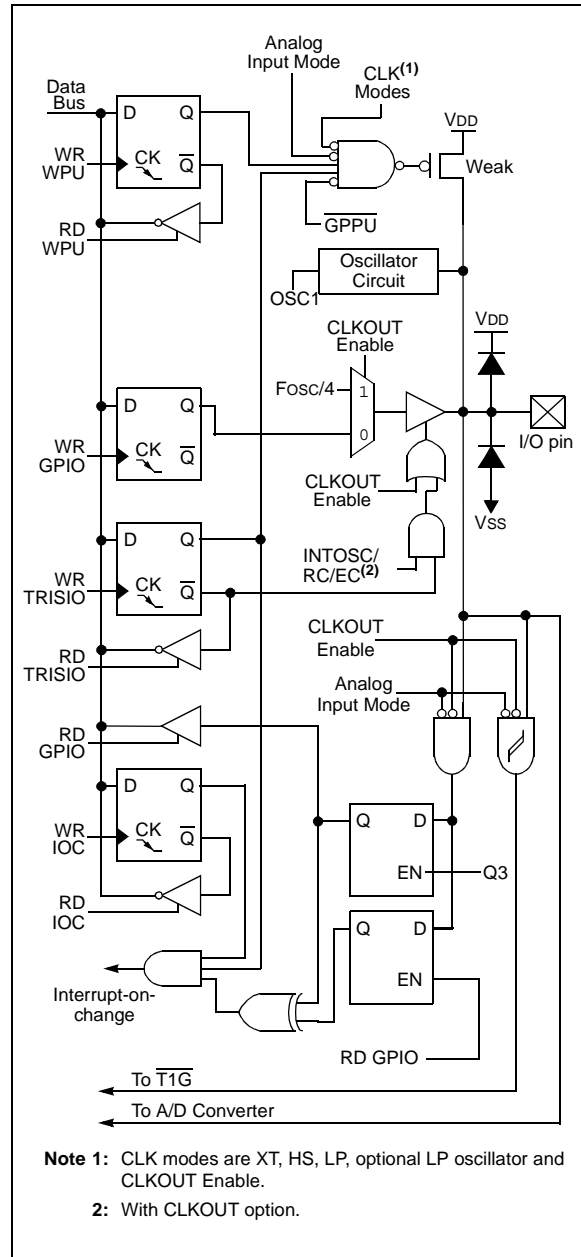 Analog
Input Mode
CLK(1)
Modes
Data
Bus
VDD
D Q
WR
WPU
CK Q
Weak
RD
WPU
GPPU
Oscillator
Circuit
OSC1
CLKOUT
Enable
VDD
FOSC/4
1
D Q
0
I/O pin
WR
GPIO
CK Q
CLKOUT
Enable
VSS
D Q
WR
TRISIO
CK Q
INTOSC/
RC/EC(2)
RD
TRISIO
CLKOUT
Enable
Analog
Input Mode
RD
GPIO
D Q
WR
IOC
CK Q
Q D
EN
Q3
RD
IOC
Q D
EN
Interrupt-on-
change
RD GPIO
To T1G
To A/D Converter
Note 1: CLK modes are XT, HS, LP, optional LP oscillator and
CLKOUT Enable.
2: With CLKOUT option.